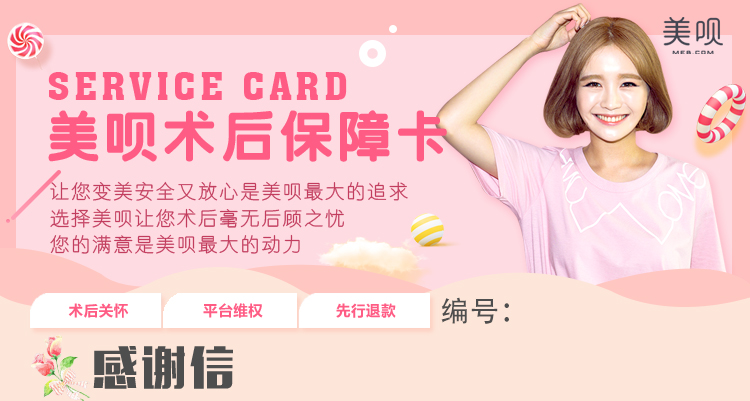 美呗
SERVICE CARD
美呗术后保障卡
让您变美安全又放心是美呗最大的追求
选择美呗让您术后毫无后顾之忧
您的满意是美呗最大的动力
术后关怀
平台维权
先行退款
编号：
感谢信